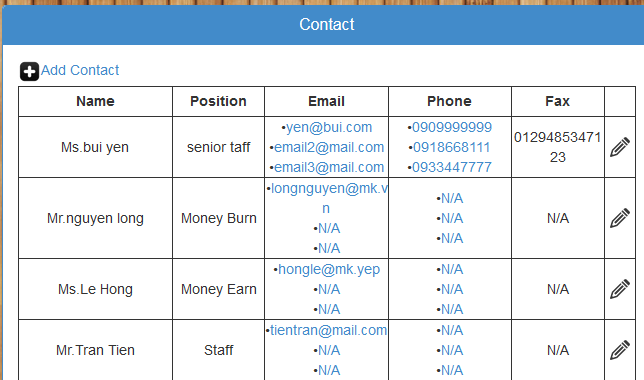 Contact
Add Contact
Name Position Email Phone Fax
Ms.bui yen senior taff •yen@bui.com •0909999999 0129485347123
•email2@mail.com •0918668111
•email3@mail.com •0933447777
Mr.nguyen long Money Burn •longnguyen@mk.vn •N/A N/A
•N/A •N/A
•N/A •N/A
Ms.Le Hong Money Earn •hongle@mk.yep •N/A N/A
•N/A •N/A
•N/A •N/A
Mr.Tran Tien Staff •tientran@mail.com •N/A N/A
•N/A •N/A
•N/A •N/A